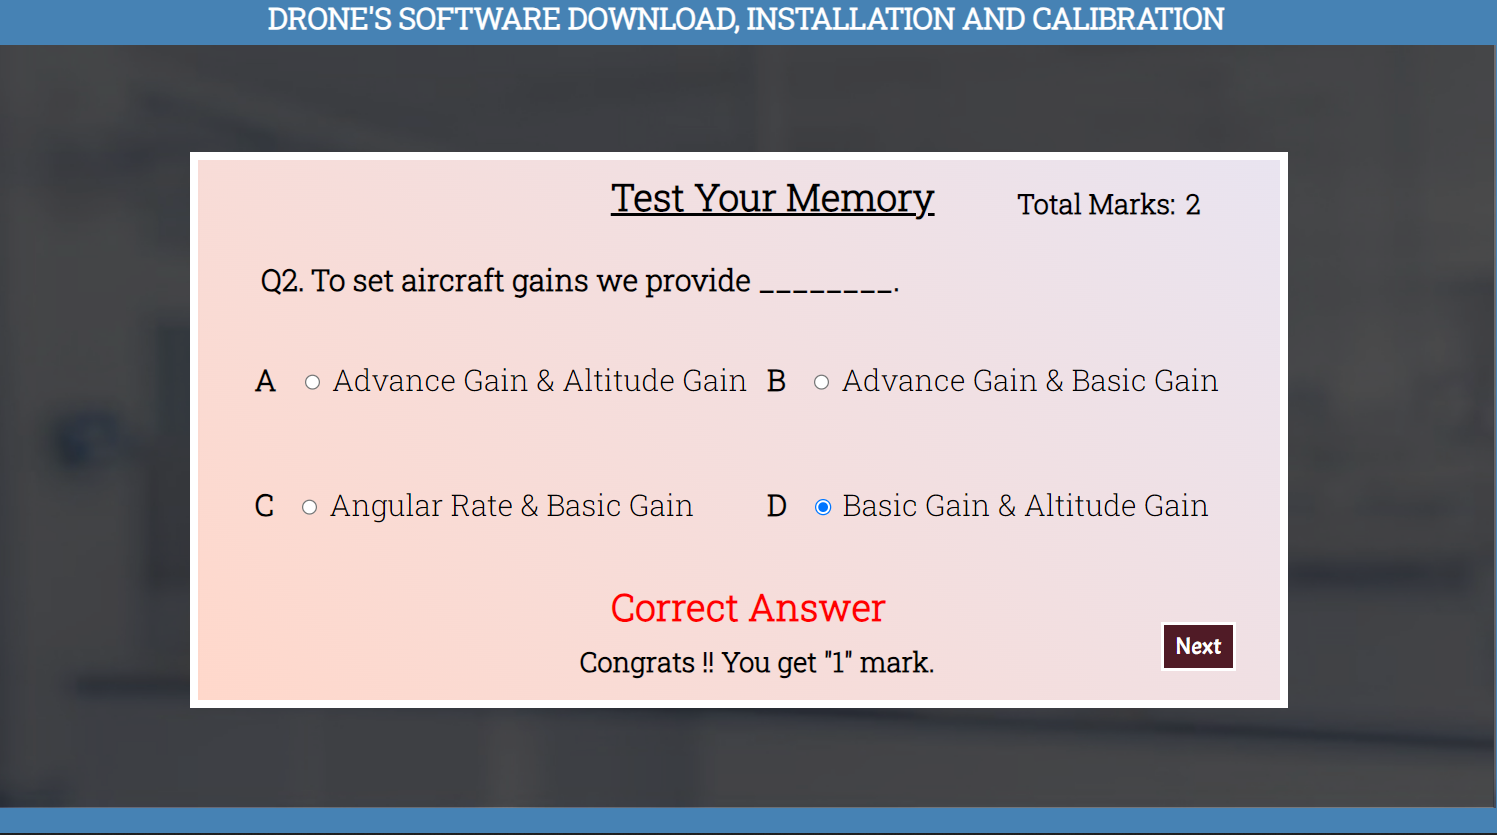 DRONE'S SOFTWARE DOWNLOAD, INSTALLATION AND CALIBRATION
Test Your Memory
Total Marks: 2
Q2. To set aircraft gains we provide ________.
A Advance Gain & Altitude Gain B Advance Gain & Basic Gain
C Angular Rate & Basic Gain D Basic Gain & Altitude Gain
Correct Answer
Congrats !! You get "1" mark.
Next